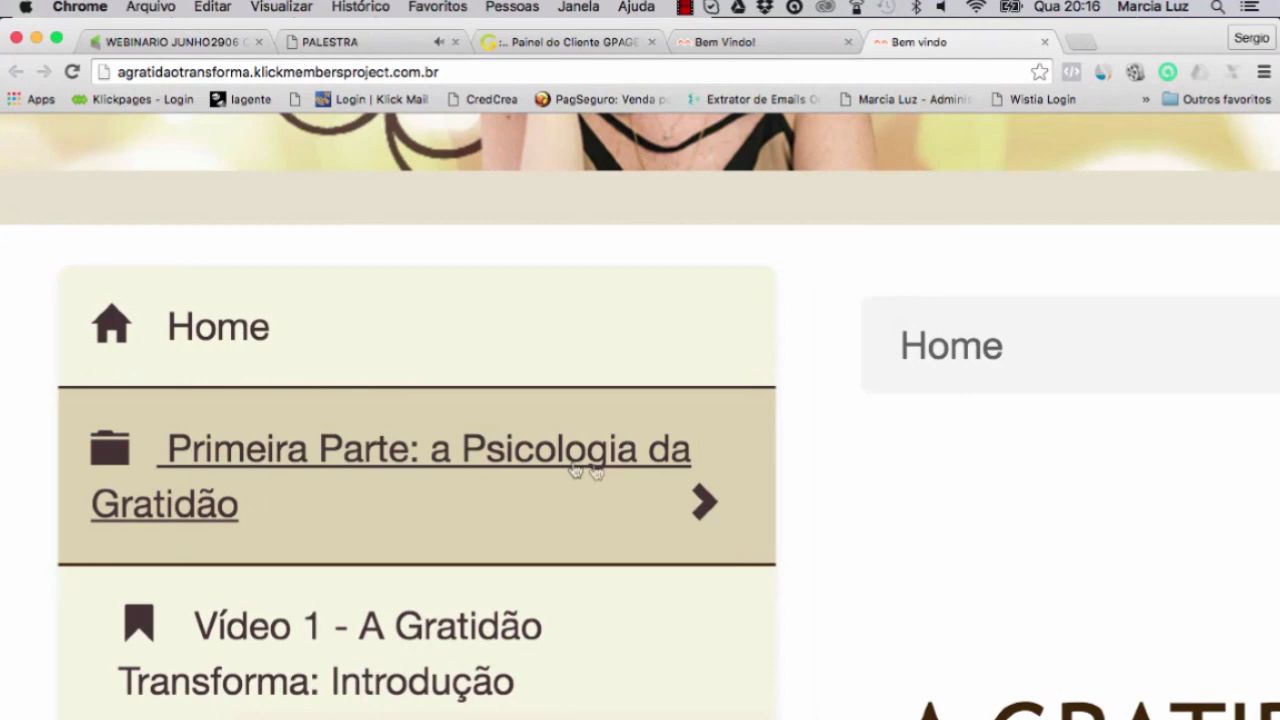 Chrome Arquivo Editar Visualizar Histórico Favoritos Pessoas Janela Ajuda Qua 20:16 Marcia Luz
WEBINARIO JUNHO2906 PALESTRA Painel do Cliente GPAGE Bem Vindo! Bem vindo Sergio
agratidaotransforma.klickmembersproject.com.br
Apps Klickpages - Login lagente Login | Klick Mail CredCrea PagSeguro: Venda Extrator de Emails Marcia Luz - Adminis Wistia Login » Outros favoritos
Home
Home
Primeira Parte: a Psicologia da
Gratidão
Vídeo 1 - A Gratidão
Transforma: Introdução